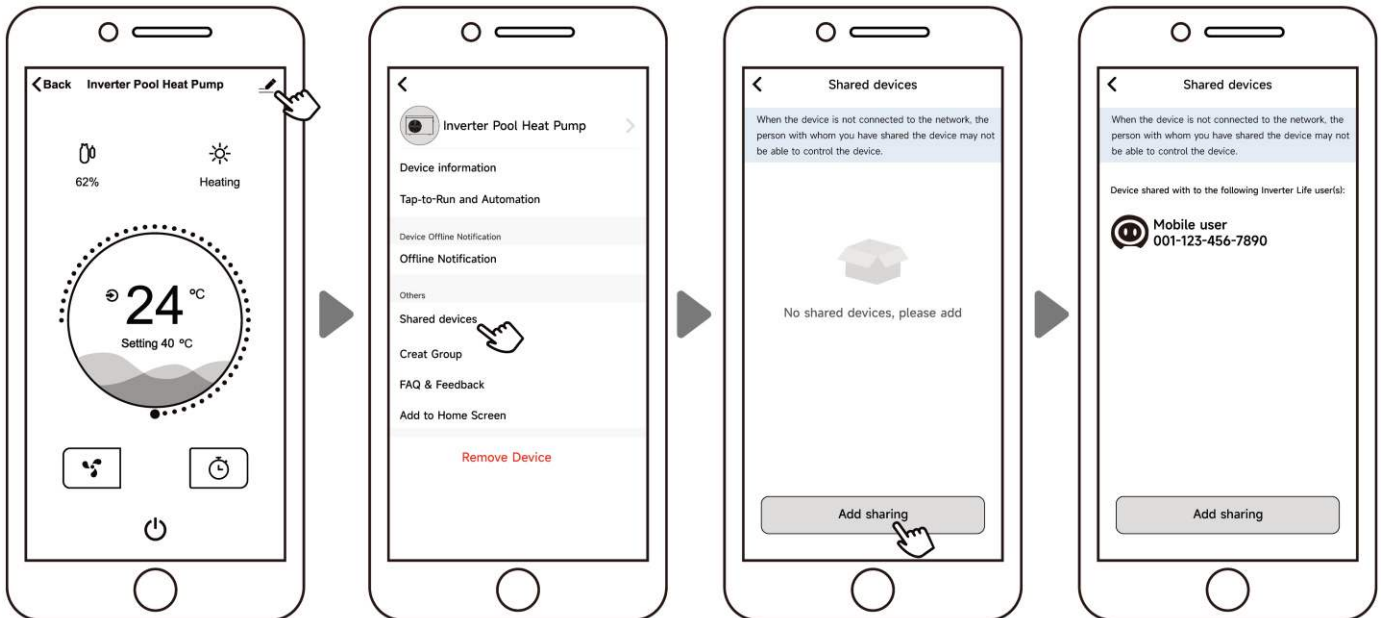 Back Inverter Pool Heat Pump
62%
Heating
24 °C
Setting 40 °C
Inverter Pool Heat Pump
Device information
Tap-to-Run and Automation
Device Offline Notification
Offline Notification
Others
Shared devices
Creat Group
FAQ & Feedback
Add to Home Screen
Remove Device
Shared devices
When the device is not connected to the network, the
person with whom you have shared the device may not
be able to control the device.
No shared devices, please add
Add sharing
Shared devices
When the device is not connected to the network, the
person with whom you have shared the device may not
be able to control the device.
Device shared with to the following Inverter Life user(s):
Mobile user
001-123-456-7890
Add sharing